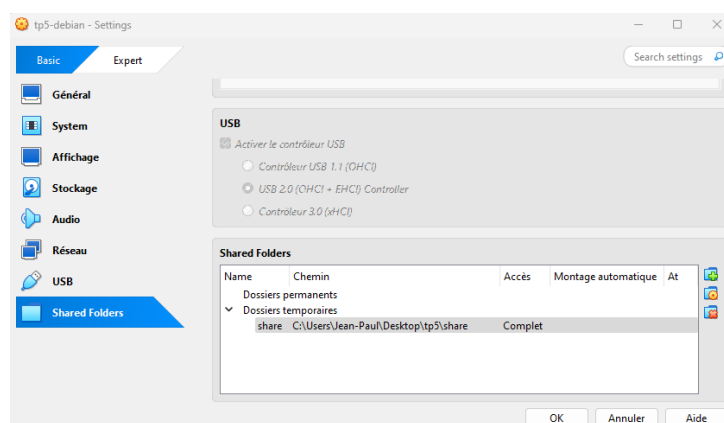 tp5-debian - Settings
Basic
Expert
Search settings
Général
System
Affichage
Stockage
Audio
Réseau
USB
Shared Folders
USB
Activer le contrôleur USB
Contrôleur USB 1.1 (OHCI)
USB 2.0 (OHCI + EHCI) Controller
Contrôleur 3.0 (xHCI)
Shared Folders
Name Chemin Accès Montage automatique At
Dossiers permanents
Dossiers temporaires
share C:\Users\Jean-Paul\Desktop\tp5\share Complet
OK Annuler Aide